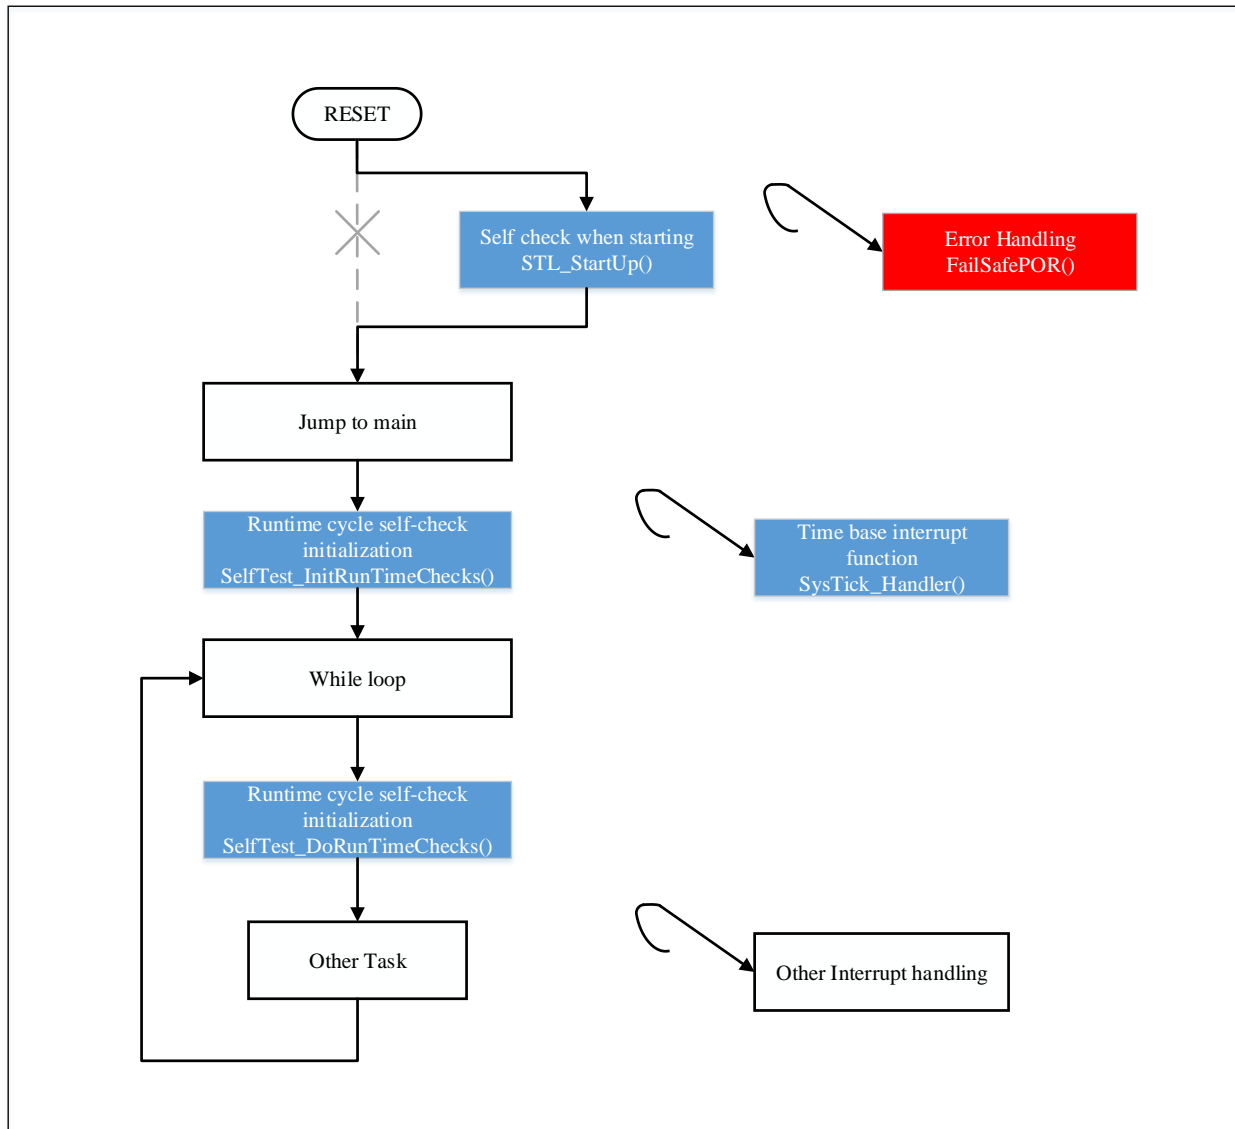 RESET
Self check when starting
STL_StartUp()
Error Handling
FailSafePOR()
Jump to main
Runtime cycle self-check
initialization
SelfTest_InitRunTimeChecks()
Time base interrupt
function
SysTick_Handler()
While loop
Runtime cycle self-check
initialization
SelfTest_DoRunTimeChecks()
Other Task
Other Interrupt handling